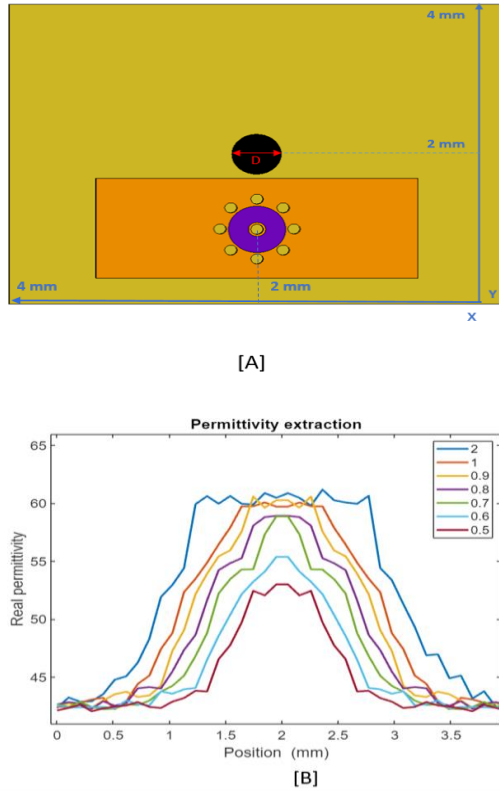 4 mm
2 mm
D
4 mm
2 mm
Y
X
[A]
Permittivity extraction
65
60
55
50
45
Real permittivity
2
1
0.9
0.8
0.7
0.6
0.5
0 0.5 1 1.5 2 2.5 3 3.5
Position (mm)
[B]